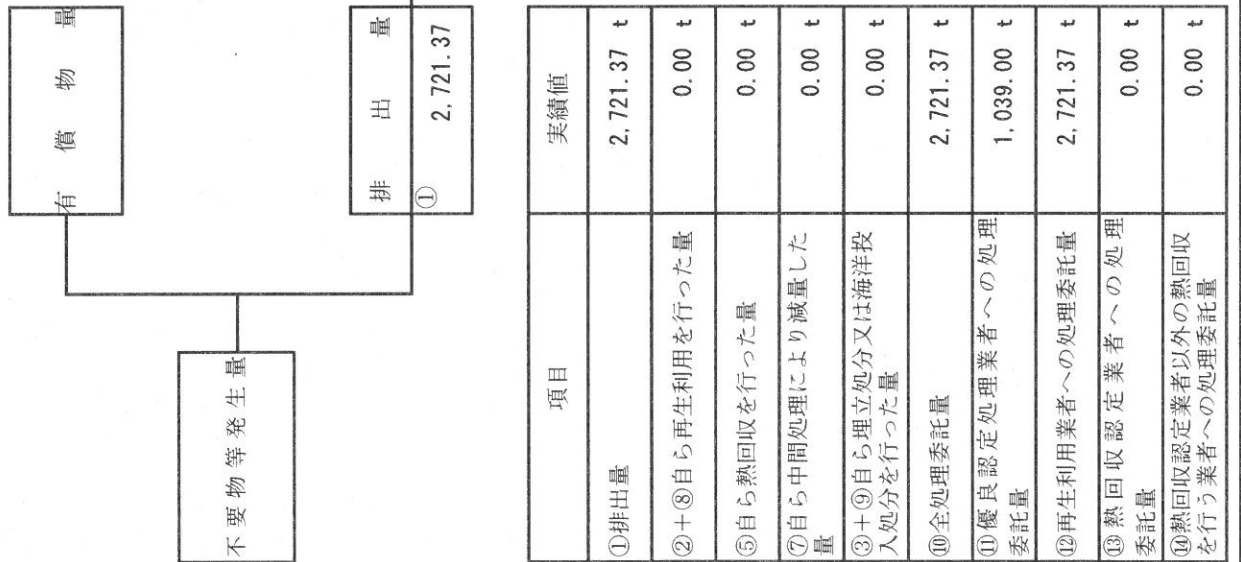 有償物量
不要物等発生量
排出量
① 2,721.37
項目 実績値
①排出量 2,721.37 t
②+⑧自ら再生利用を行った量 0.00 t
⑤自ら熱回収を行った量 0.00 t
⑦自ら中間処理により減量した
量 0.00 t
③+⑨自ら埋立処分又は海洋投
入処分を行った量 0.00 t
⑩全処理委託量 2,721.37 t
⑪優良認定処理業者への処理
委託量 1,039.00 t
⑫再生利用業者への処理委託量 2,721.37 t
⑬熱回収認定業者への処理
委託量 0.00 t
⑭熱回収認定業者以外の熱回収
を行う業者への処理委託量 0.00 t